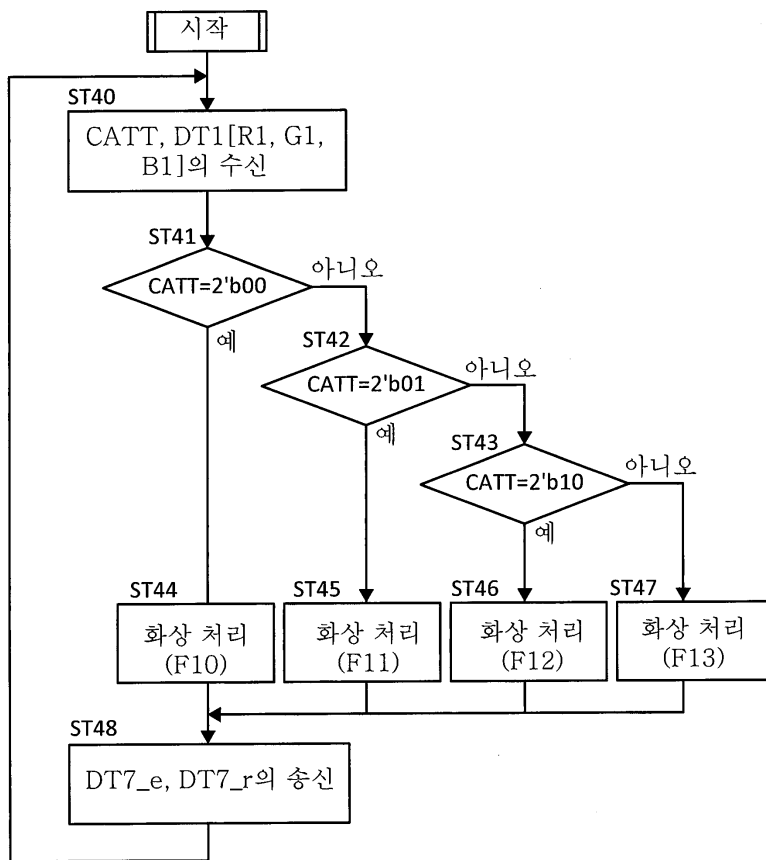 시작
ST40
CATT, DT1[R1, G1,
B1]의 수신
ST41
CATT=2'b00
아니오
예
ST42
CATT=2'b01
아니오
예
ST43
CATT=2'b10
아니오
예
ST44
화상 처리
(F10)
ST45
화상 처리
(F11)
ST46
화상 처리
(F12)
ST47
화상 처리
(F13)
ST48
DT7_e, DT7_r의 송신